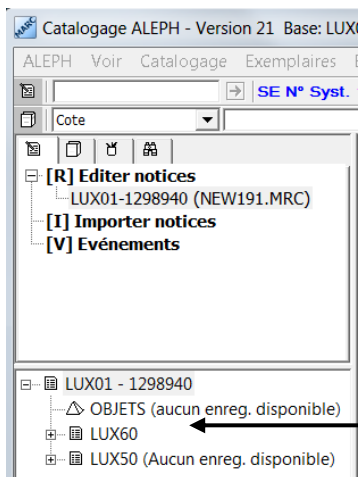 Catalogage ALEPH - Version 21 Base: LUX
ALEPH Voir Catalogage Exemplaires
SE N° Syst.
Cote
[R] Editer notices
LUX01-1298940 (NEW191.MRC)
[I] Importer notices
[V] Evénements
LUX01 - 1298940
OBJETS (aucun enreg. disponible)
LUX60
LUX50 (Aucun enreg. disponible)